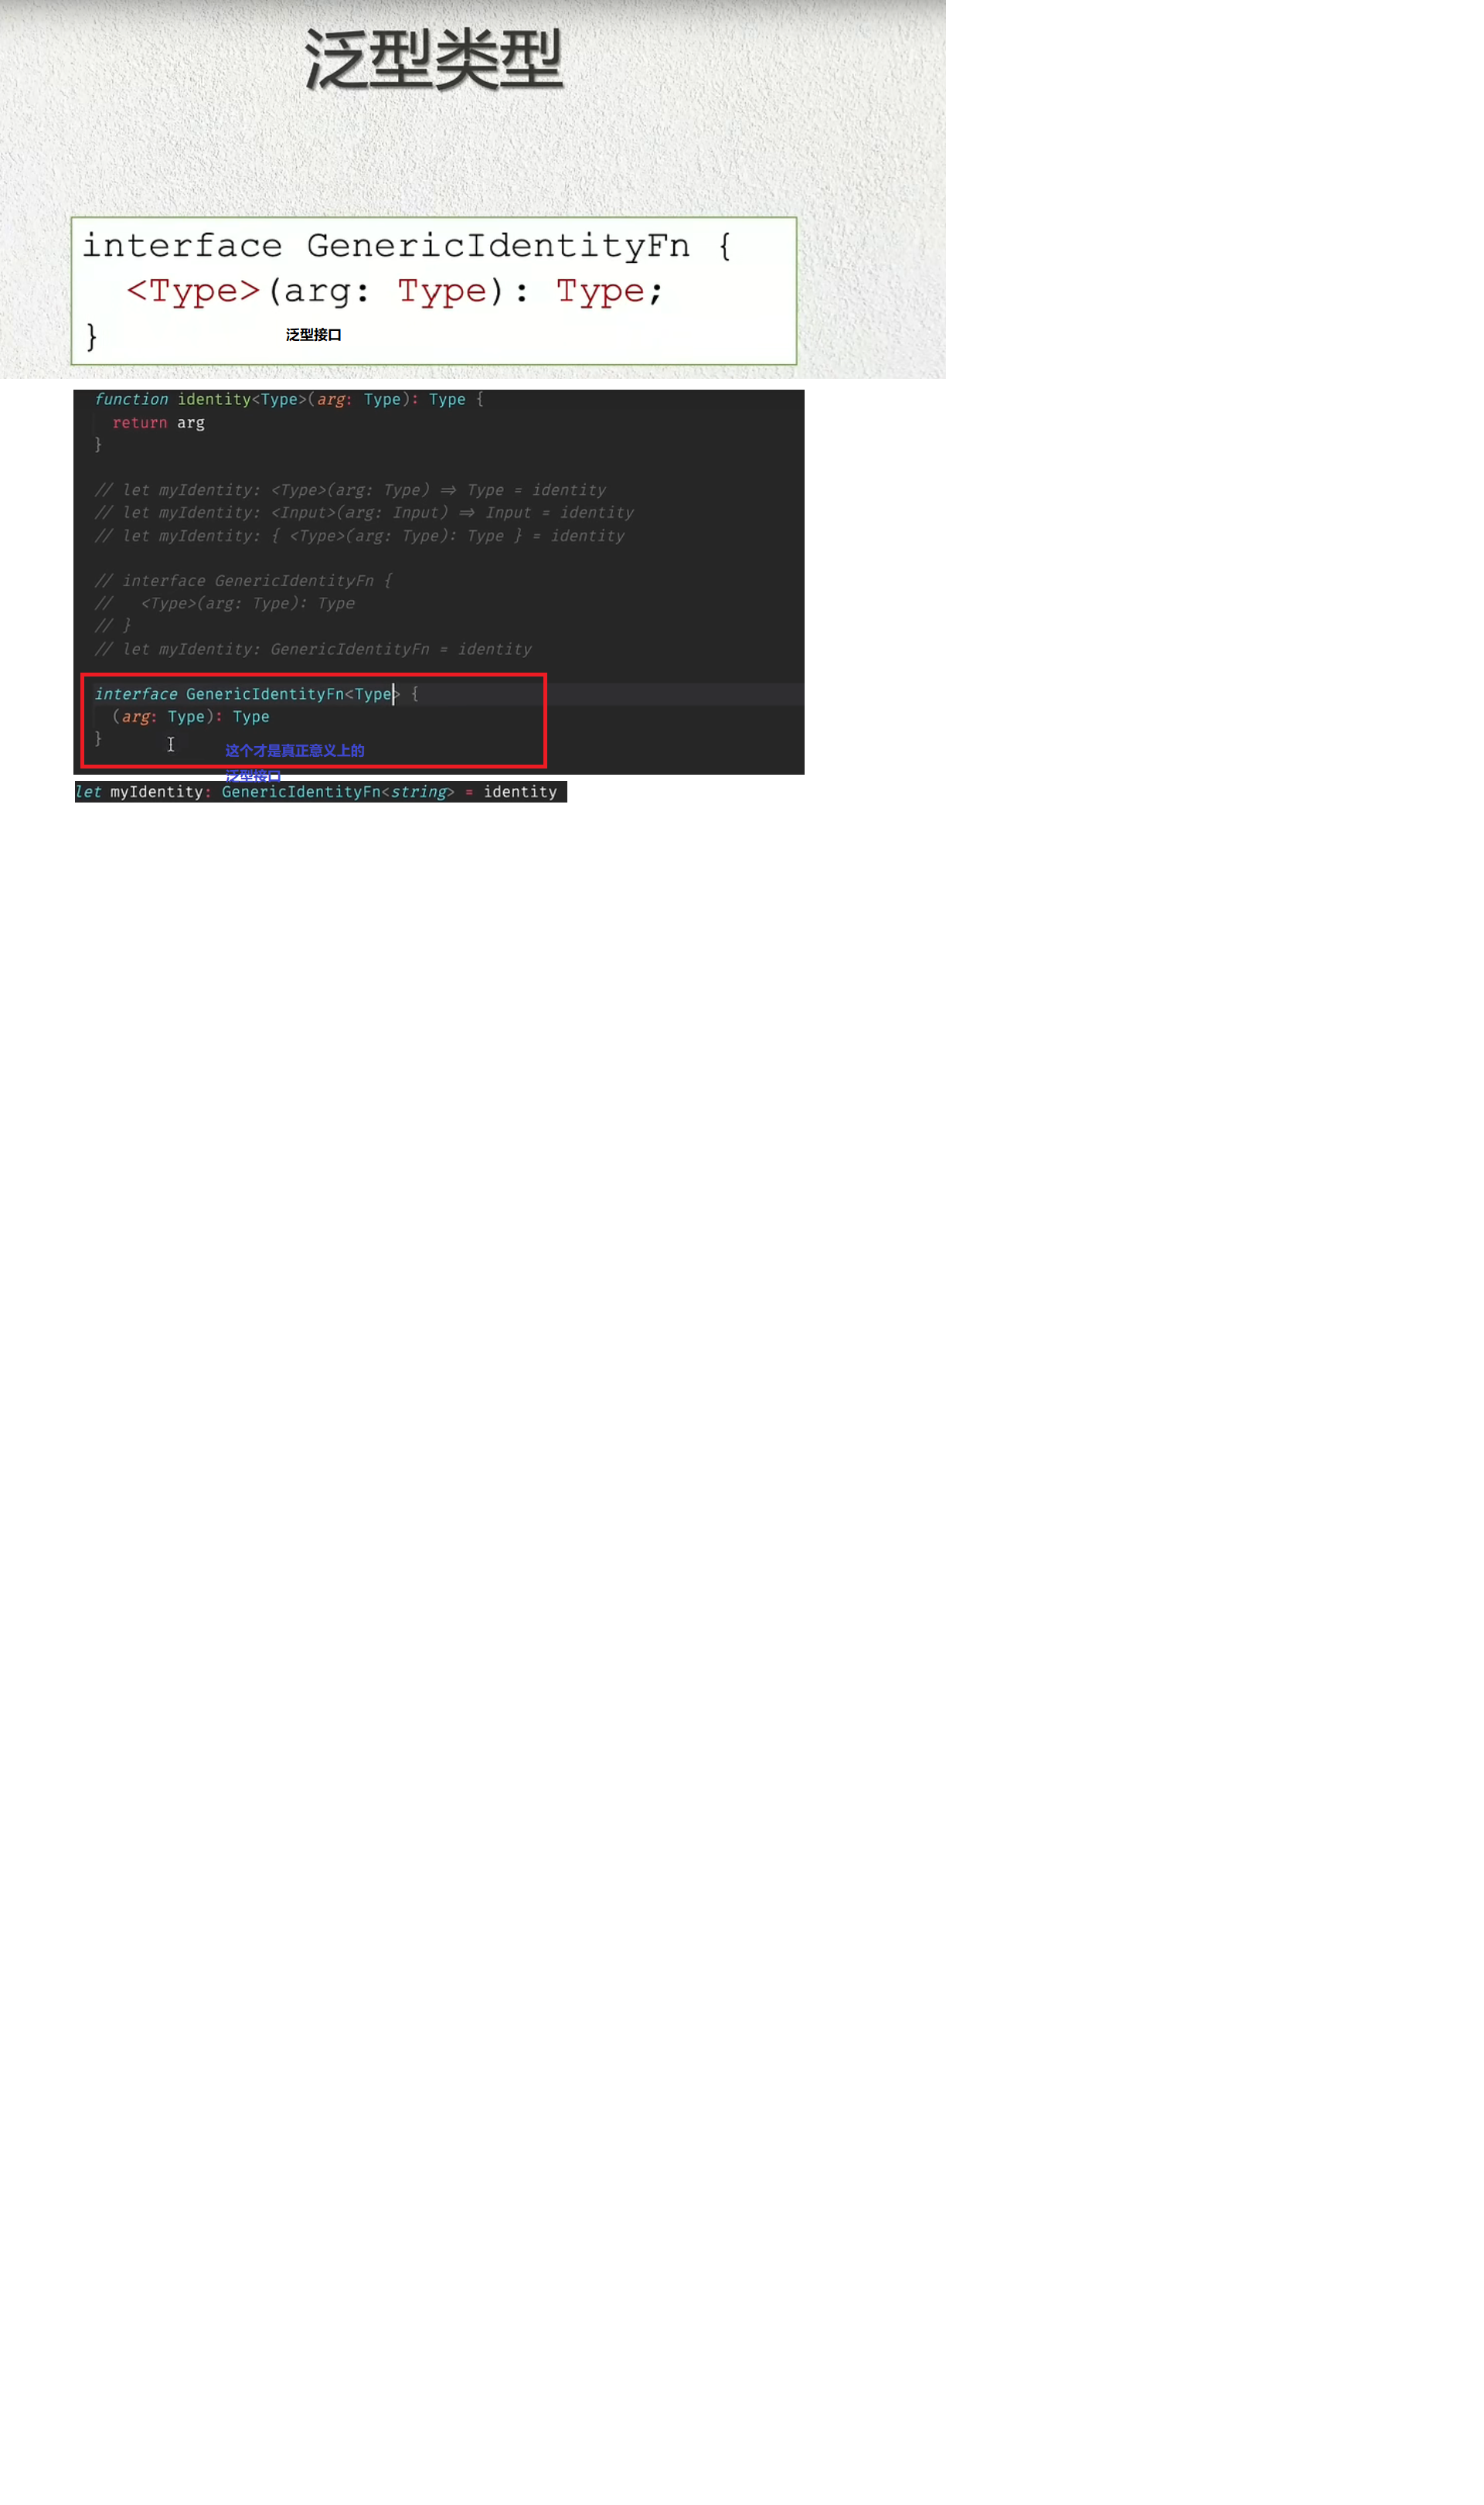 泛型类型
interface GenericIdentityFn {
<Type>(arg: Type): Type;
}
泛型接口
function identity<Type>(arg: Type): Type {
return arg
}
// let myIdentity: <Type>(arg: Type) ⇒ Type = identity
// let myIdentity: <Input>(arg: Input) ⇒ Input = identity
// let myIdentity: { <Type>(arg: Type): Type } = identity
// interface GenericIdentityFn {
//   <Type>(arg: Type): Type
// }
// let myIdentity: GenericIdentityFn = identity
interface GenericIdentityFn<Type> {
(arg: Type): Type
}
这个才是真正意义上的
泛型接口
let myIdentity: GenericIdentityFn<string> = identity